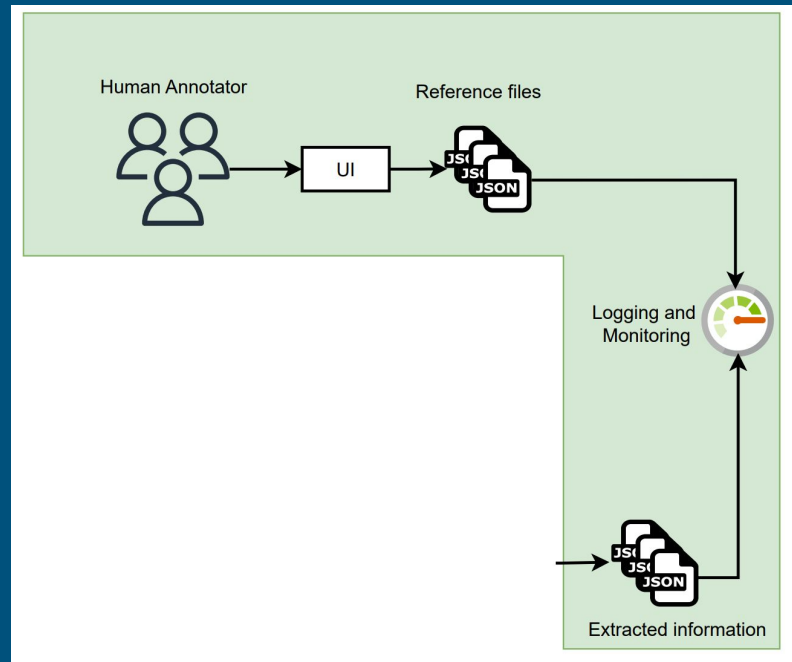 Human Annotator
Reference files
UI
JSON
Logging and
Monitoring
JSON
Extracted information